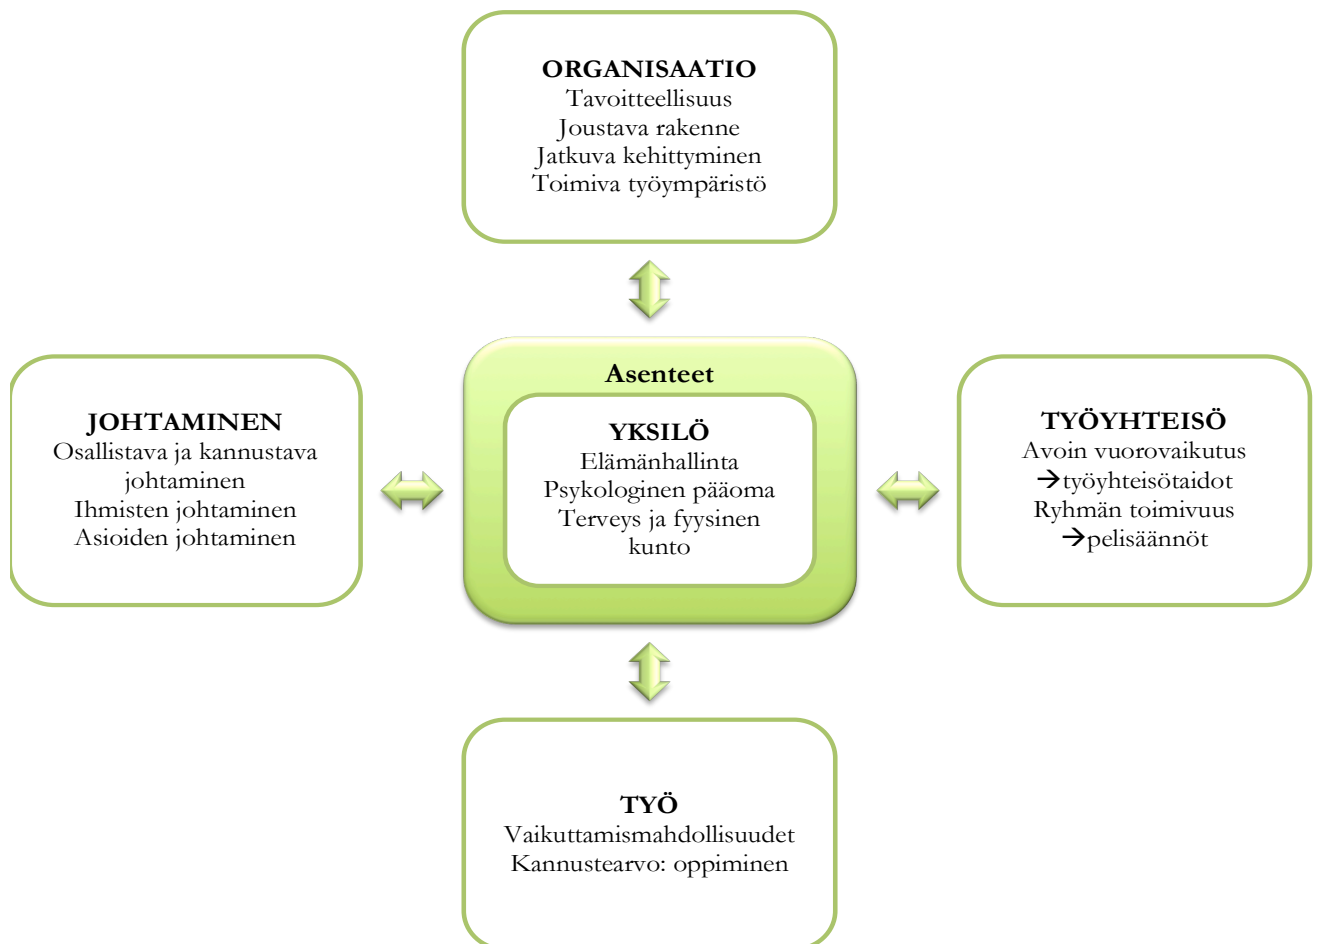 ORGANISAATIO
Tavoitteellisuus
Joustava rakenne
Jatkuva kehittyminen
Toimiva työympäristö
JOHTAMINEN
Osallistava ja kannustava
johtaminen
Ihmisten johtaminen
Asioiden johtaminen
Asenteet
YKSILÖ
Elämänhallinta
Psykologinen pääoma
Terveys ja fyysinen
kunto
TYÖYHTEISÖ
Avoin vuorovaikutus
→työyhteisötaidot
Ryhmän toimivuus
→pelisäännöt
TYÖ
Vaikuttamismahdollisuudet
Kannustearvo: oppiminen